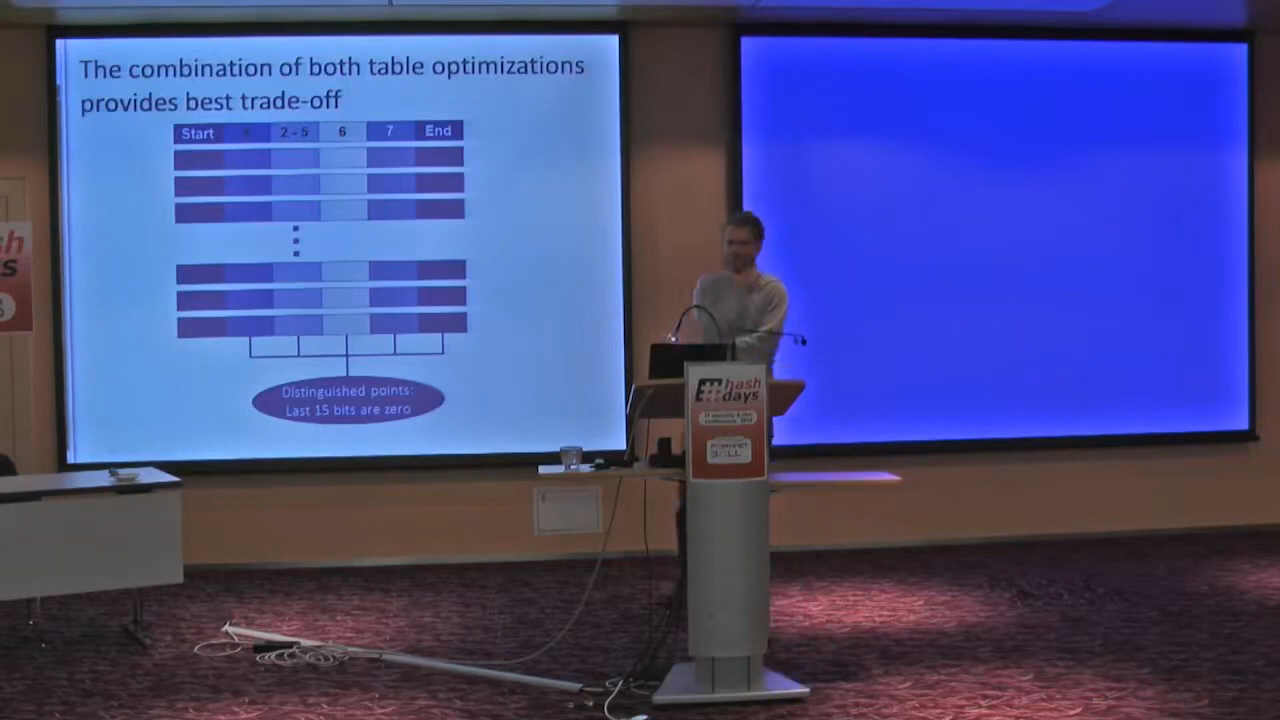 The combination of both table optimizations
provides best trade-off
Start 2 - 5 6 7 End
Distinguished points:
Last 15 bits are zero
sh
s
hash
days